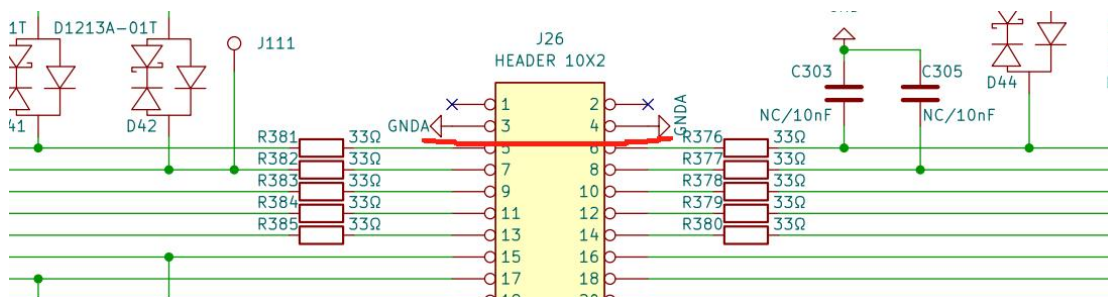 1T D1213A-01T
J111
41
D42
J26
HEADER 10X2
1 2
GNDA 3 4 GNDA
5 6
7 8
9 10
11 12
13 14
15 16
17 18
R381 33Ω
R382 33Ω
R383 33Ω
R384 33Ω
R385 33Ω
R376 33Ω
R377 33Ω
R378 33Ω
R379 33Ω
R380 33Ω
C303
NC/10nF
C305
NC/10nF
D44